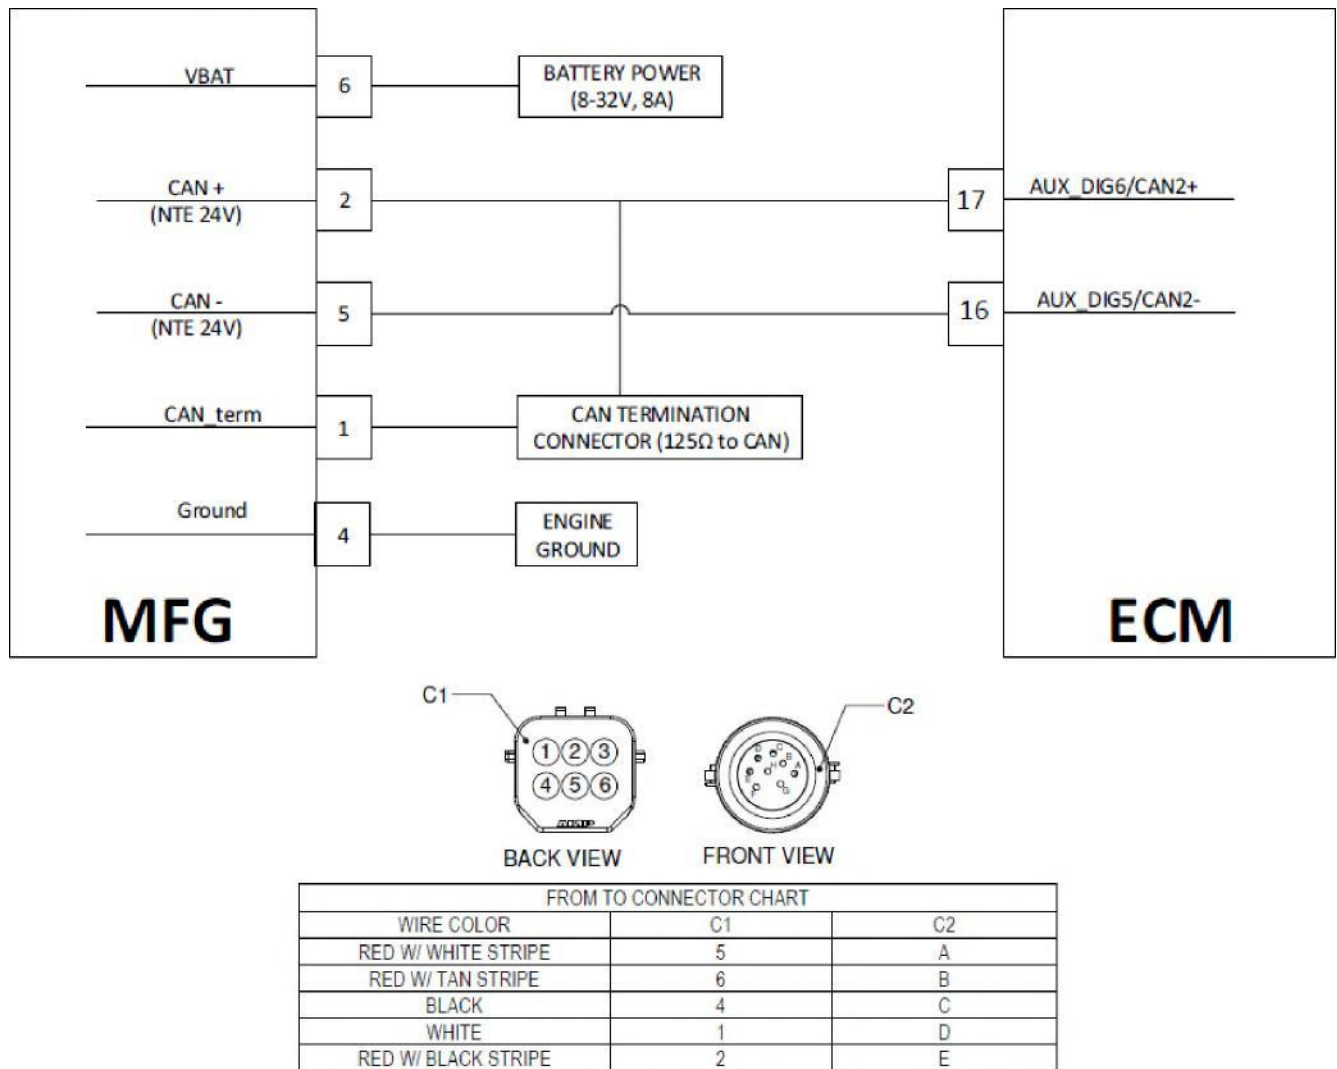 VBAT
6
BATTERY POWER
(8-32V, 8A)
CAN +
(NTE 24V)
2
17
AUX_DIG6/CAN2+
CAN -
(NTE 24V)
5
16
AUX_DIG5/CAN2-
CAN_term
1
CAN TERMINATION
CONNECTOR (125Ω to CAN)
Ground
4
ENGINE
GROUND
MFG
ECM
C1
C2
1 2 3
4 5 6
AMP
D C B A
E H
F G
BACK VIEW
FRONT VIEW
FROM TO CONNECTOR CHART
WIRE COLOR C1 C2
RED W/ WHITE STRIPE 5 A
RED W/ TAN STRIPE 6 B
BLACK 4 C
WHITE 1 D
RED W/ BLACK STRIPE 2 E